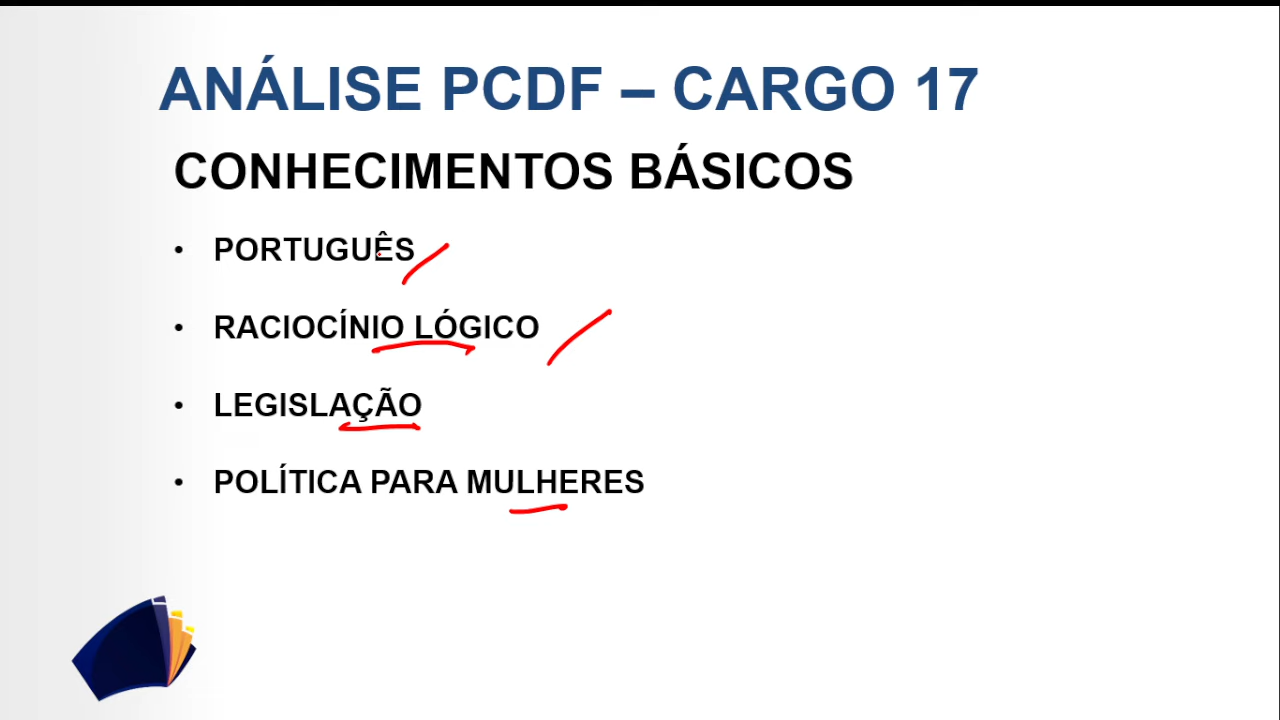 ANÁLISE PCDF – CARGO 17
CONHECIMENTOS BÁSICOS
• PORTUGUÊS
• RACIOCÍNIO LÓGICO
• LEGISLAÇÃO
• POLÍTICA PARA MULHERES